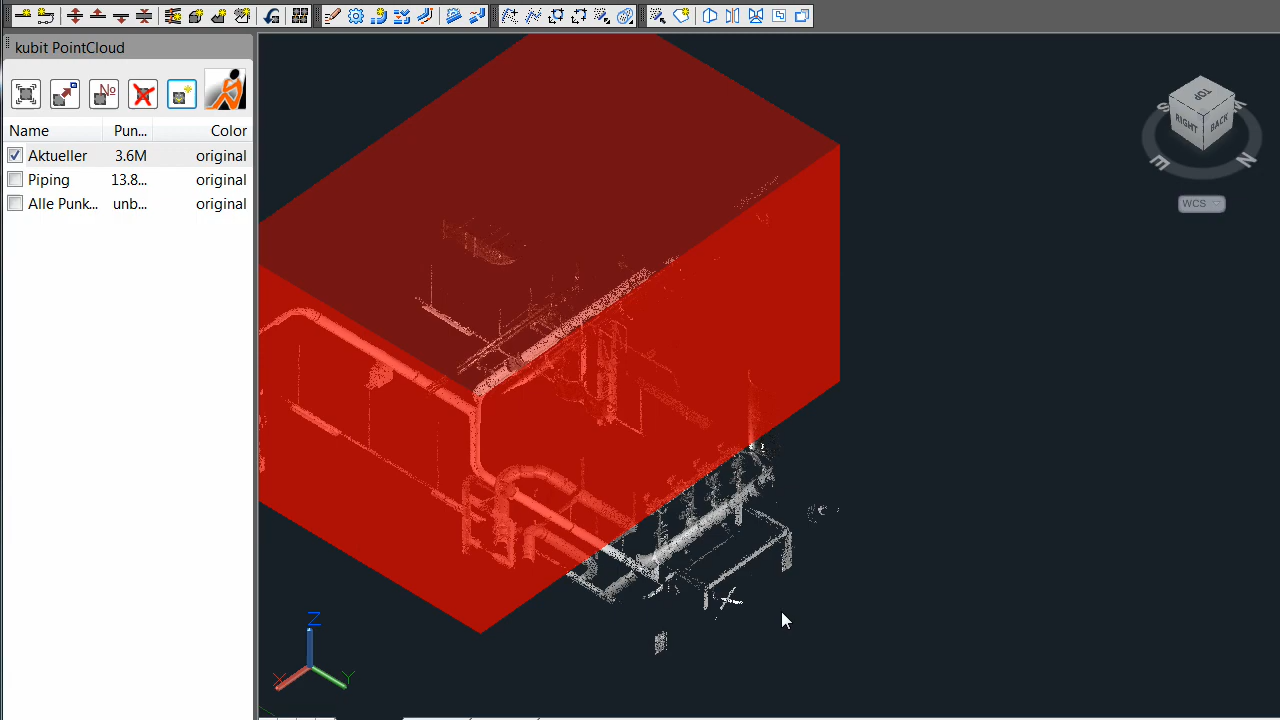 kubit PointCloud
No
Name Pun... Color
Aktueller 3.6M original
Piping 13.8... original
Alle Punk... unb... original
TOP
RIGHT BACK
S
E N
WCS
Z
X Y